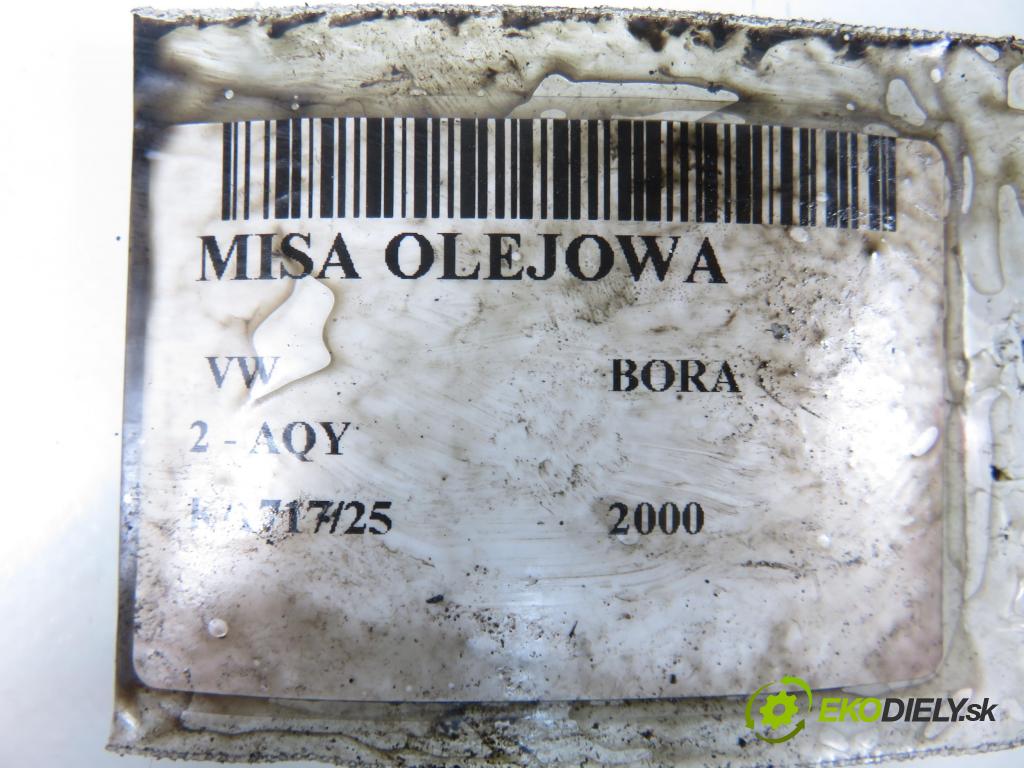 MISA OLEJOWA
VW BORA
2 - AQY
2000
EKODIELY.sk